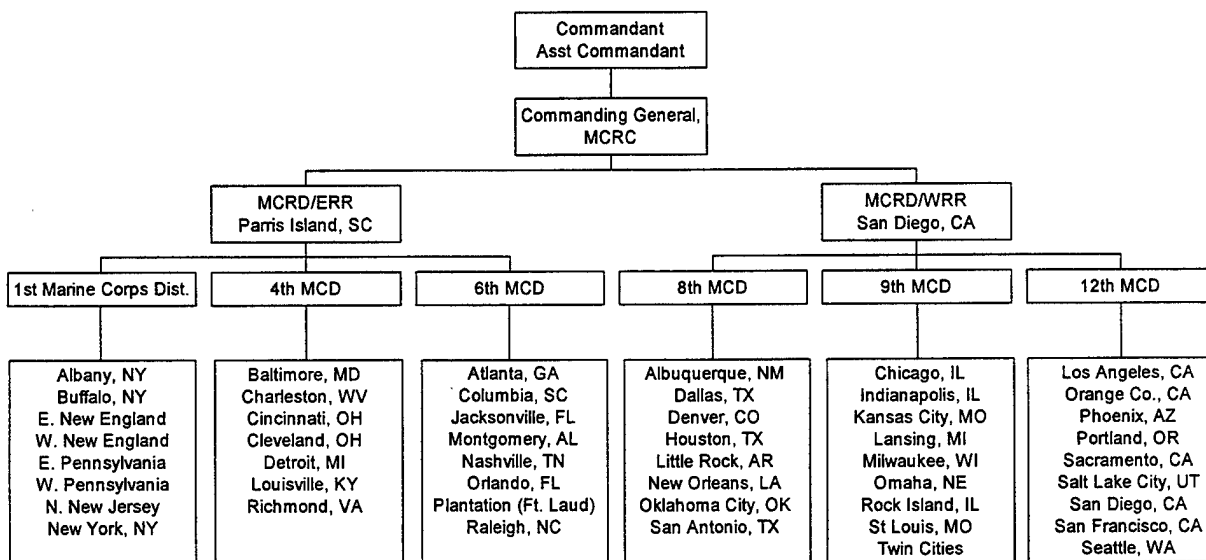 Commandant
Asst Commandant
Commanding General,
MCRC
MCRD/ERR
Parris Island, SC
MCRD/WRR
San Diego, CA
1st Marine Corps Dist.
4th MCD
6th MCD
8th MCD
9th MCD
12th MCD
Albany, NY
Buffalo, NY
E. New England
W. New England
E. Pennsylvania
W. Pennsylvania
N. New Jersey
New York, NY
Baltimore, MD
Charleston, WV
Cincinnati, OH
Cleveland, OH
Detroit, MI
Louisville, KY
Richmond, VA
Atlanta, GA
Columbia, SC
Jacksonville, FL
Montgomery, AL
Nashville, TN
Orlando, FL
Plantation (Ft. Laud)
Raleigh, NC
Albuquerque, NM
Dallas, TX
Denver, CO
Houston, TX
Little Rock, AR
New Orleans, LA
Oklahoma City, OK
San Antonio, TX
Chicago, IL
Indianapolis, IL
Kansas City, MO
Lansing, MI
Milwaukee, WI
Omaha, NE
Rock Island, IL
St Louis, MO
Twin Cities
Los Angeles, CA
Orange Co., CA
Phoenix, AZ
Portland, OR
Sacramento, CA
Salt Lake City, UT
San Diego, CA
San Francisco, CA
Seattle, WA